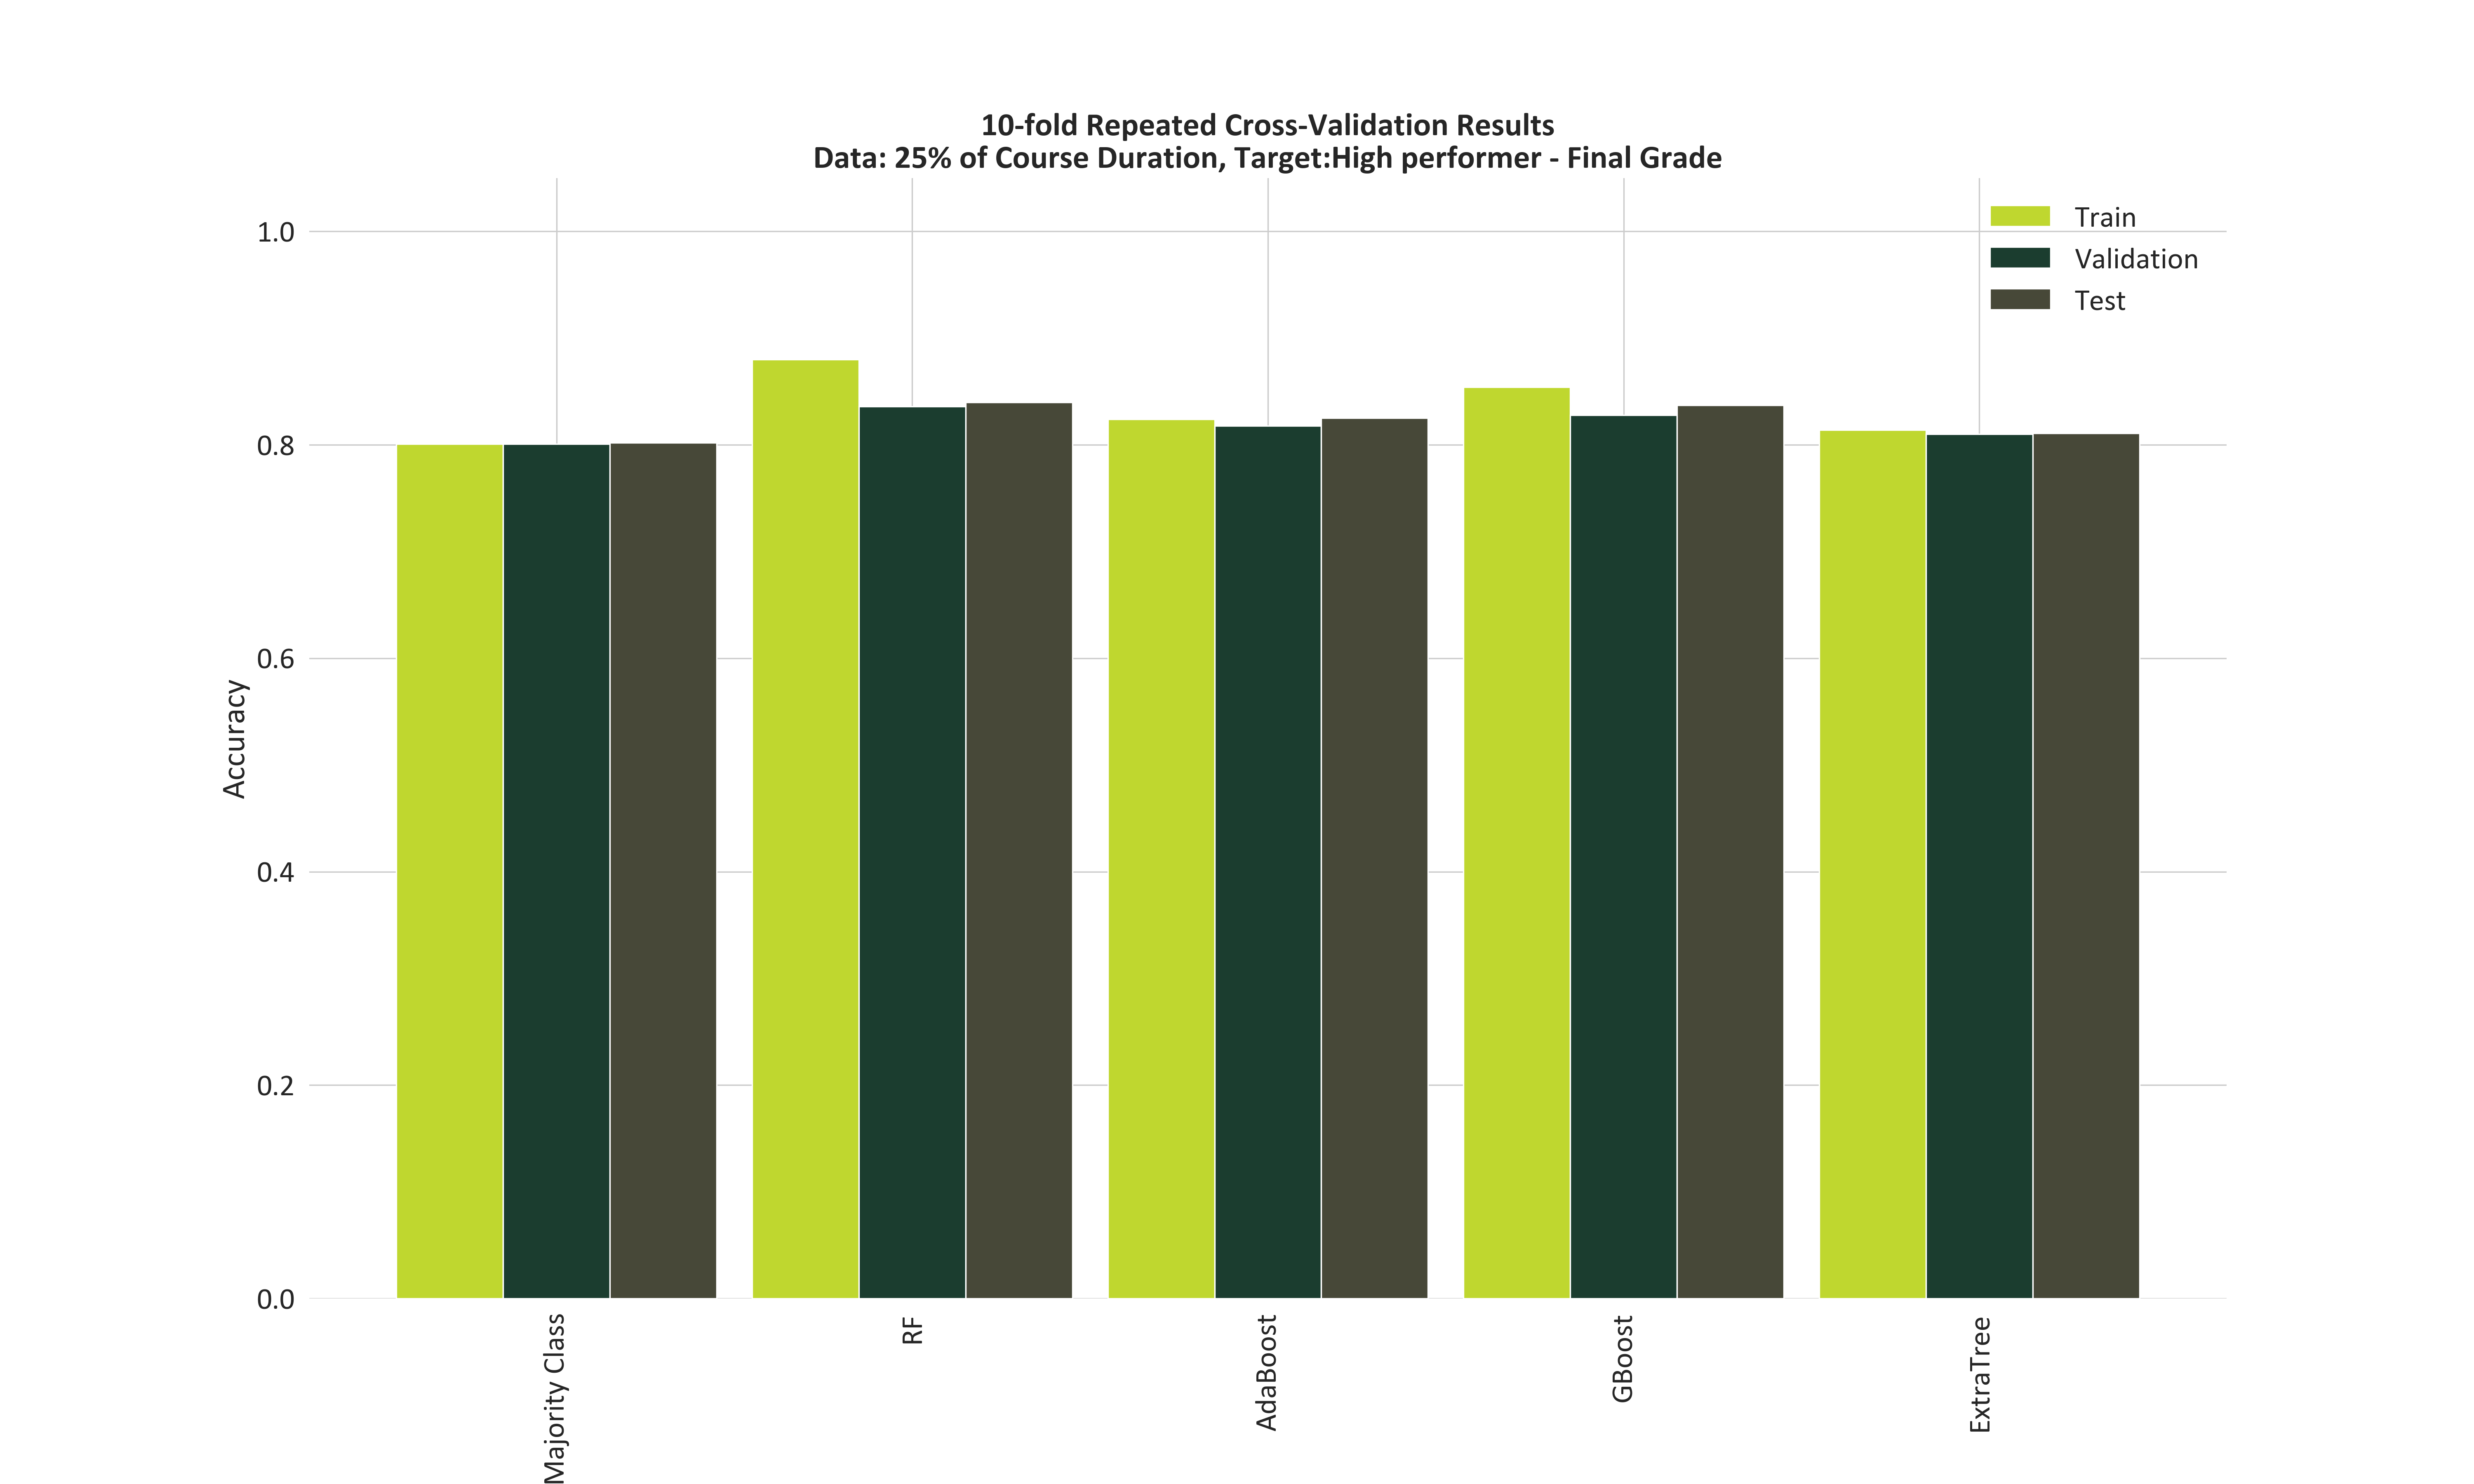 10-fold Repeated Cross-Validation Results
Data: 25% of Course Duration, Target:High performer - Final Grade
Train
Validation
Test
1.0
0.8
0.6
0.4
0.2
0.0
Accuracy
Majority Class
RF
AdaBoost
GBoost
ExtraTree